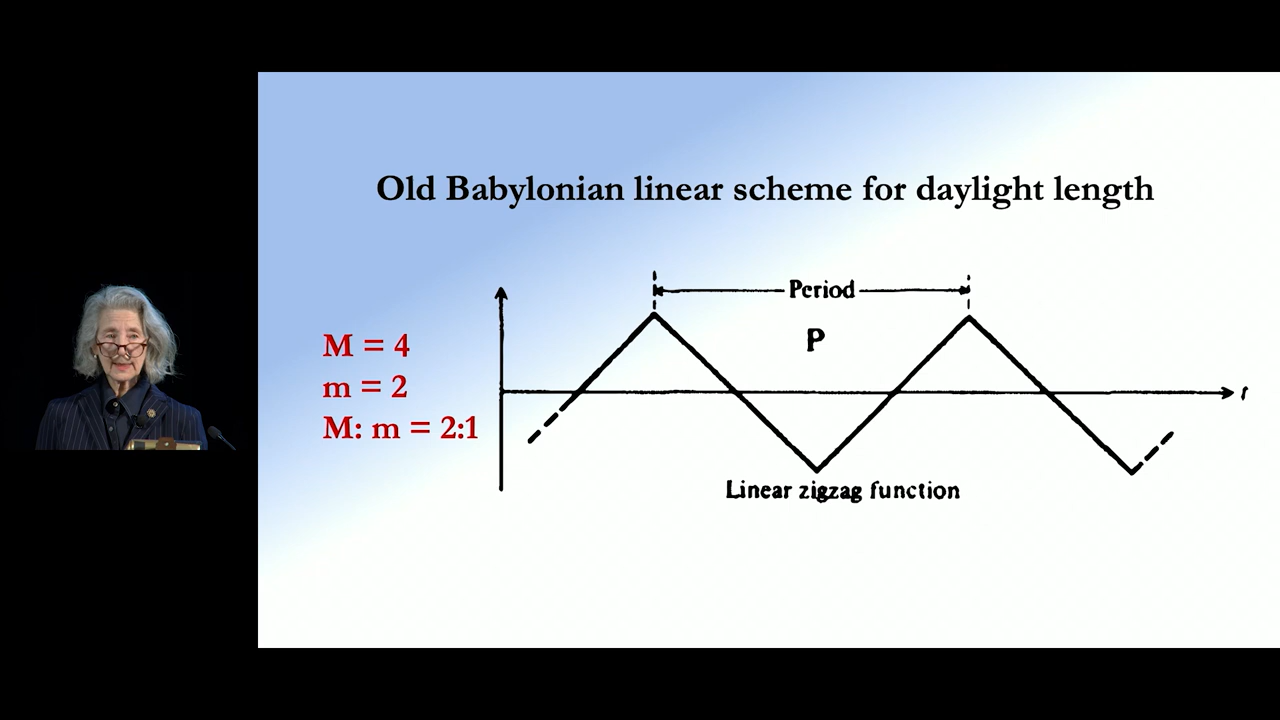 Old Babylonian linear scheme for daylight length
Period
P
M = 4
m = 2
M: m = 2:1
t
Linear zigzag function